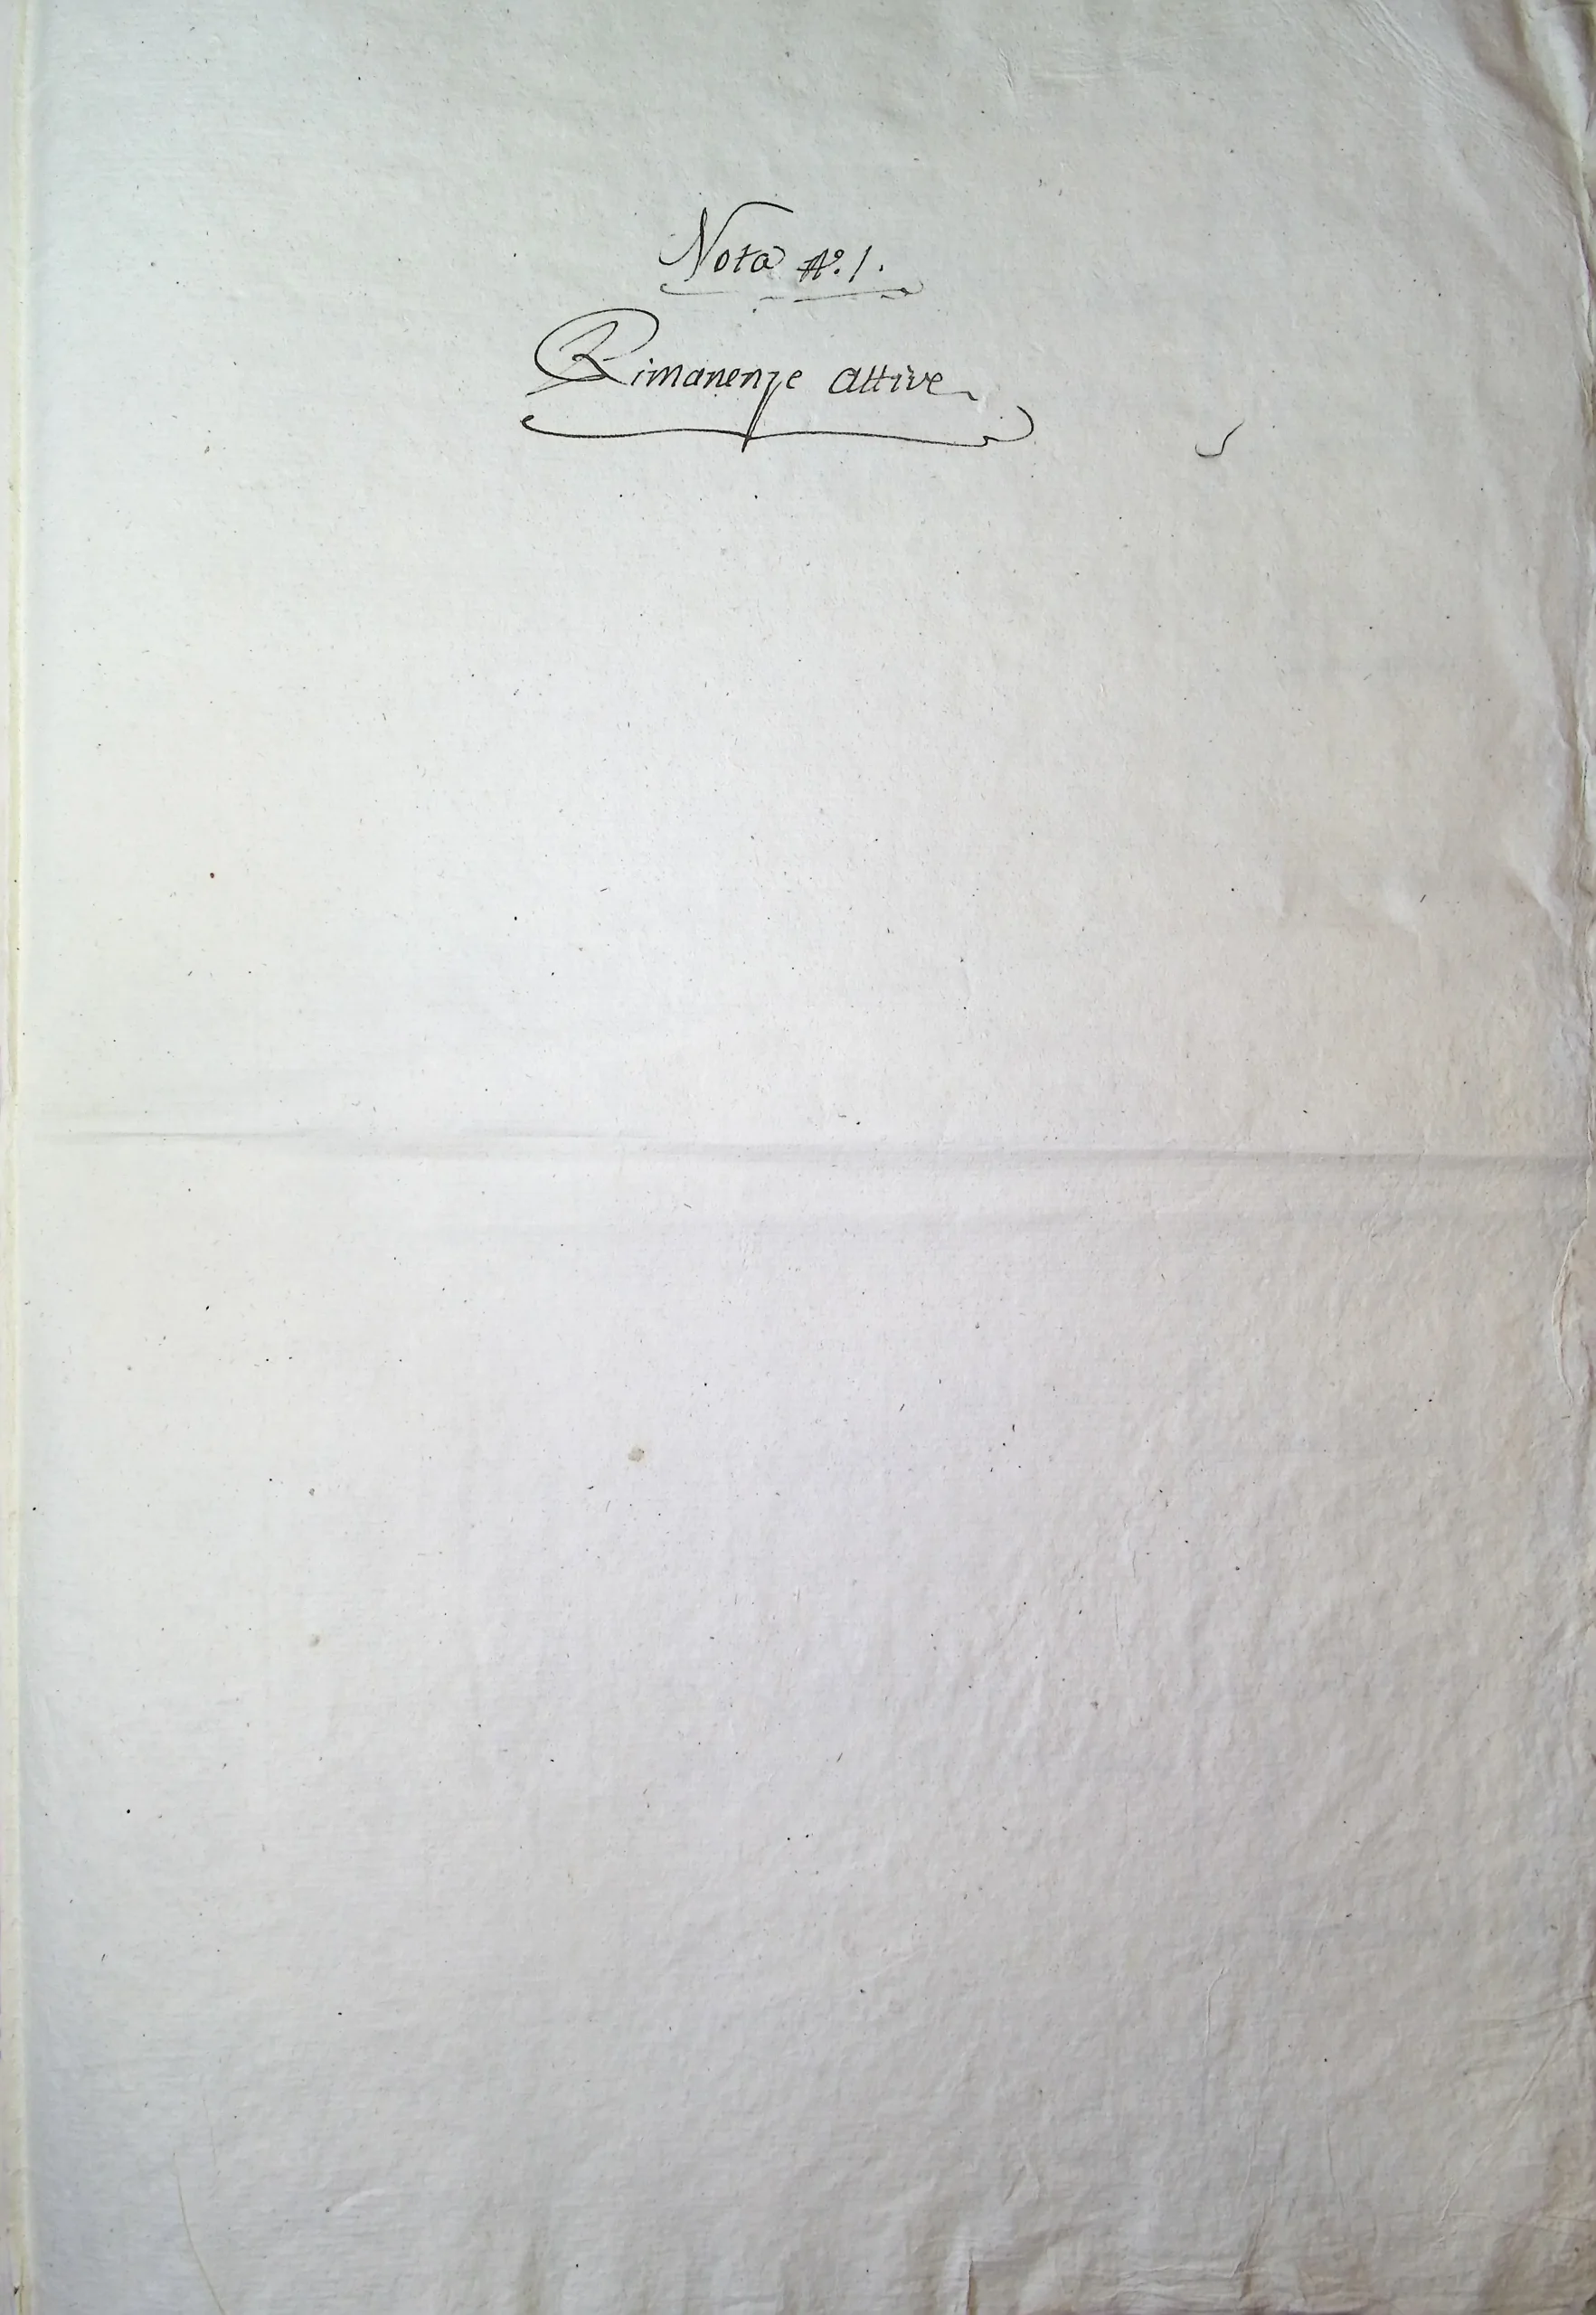 Nota N.º 1.
Rimanenze attive